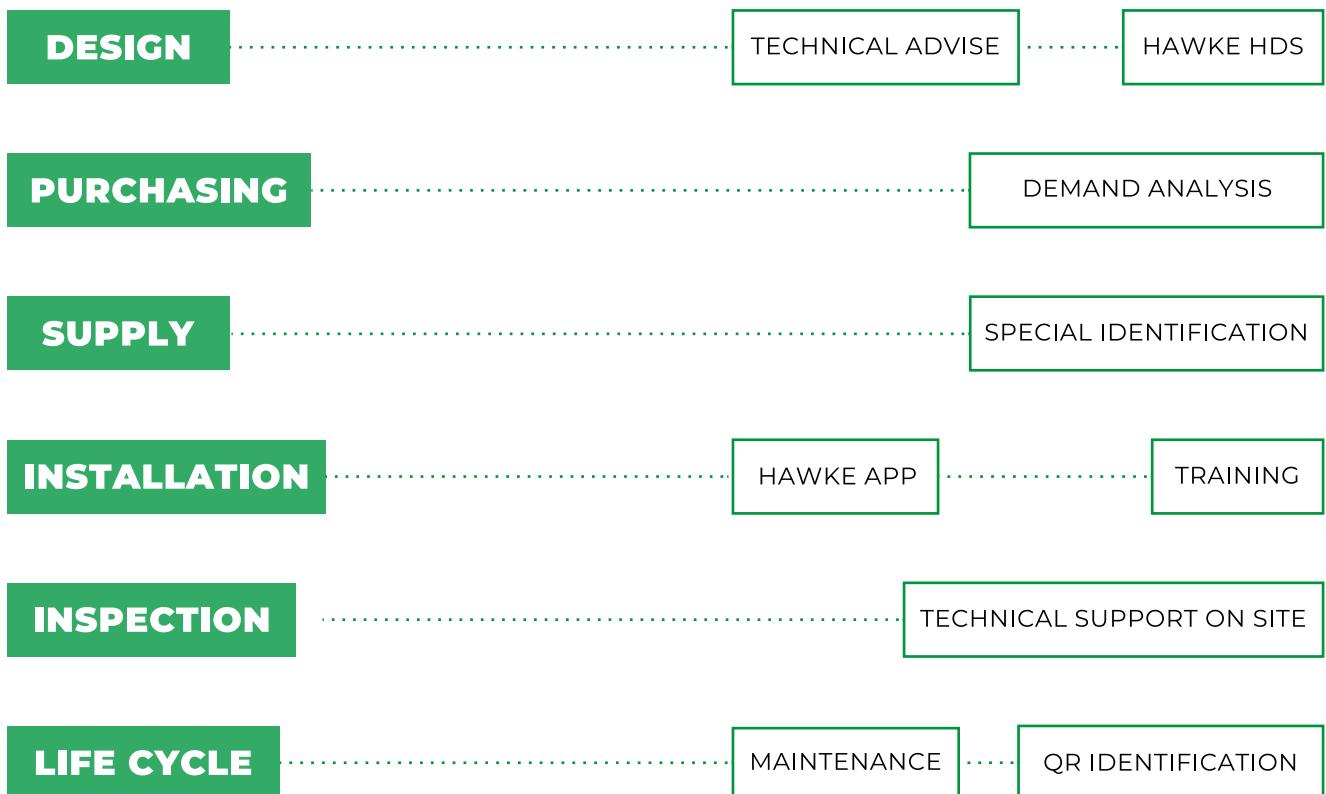 DESIGN
TECHNICAL ADVISE
HAWKE HDS
PURCHASING
DEMAND ANALYSIS
SUPPLY
SPECIAL IDENTIFICATION
INSTALLATION
HAWKE APP
TRAINING
INSPECTION
TECHNICAL SUPPORT ON SITE
LIFE CYCLE
MAINTENANCE
QR IDENTIFICATION